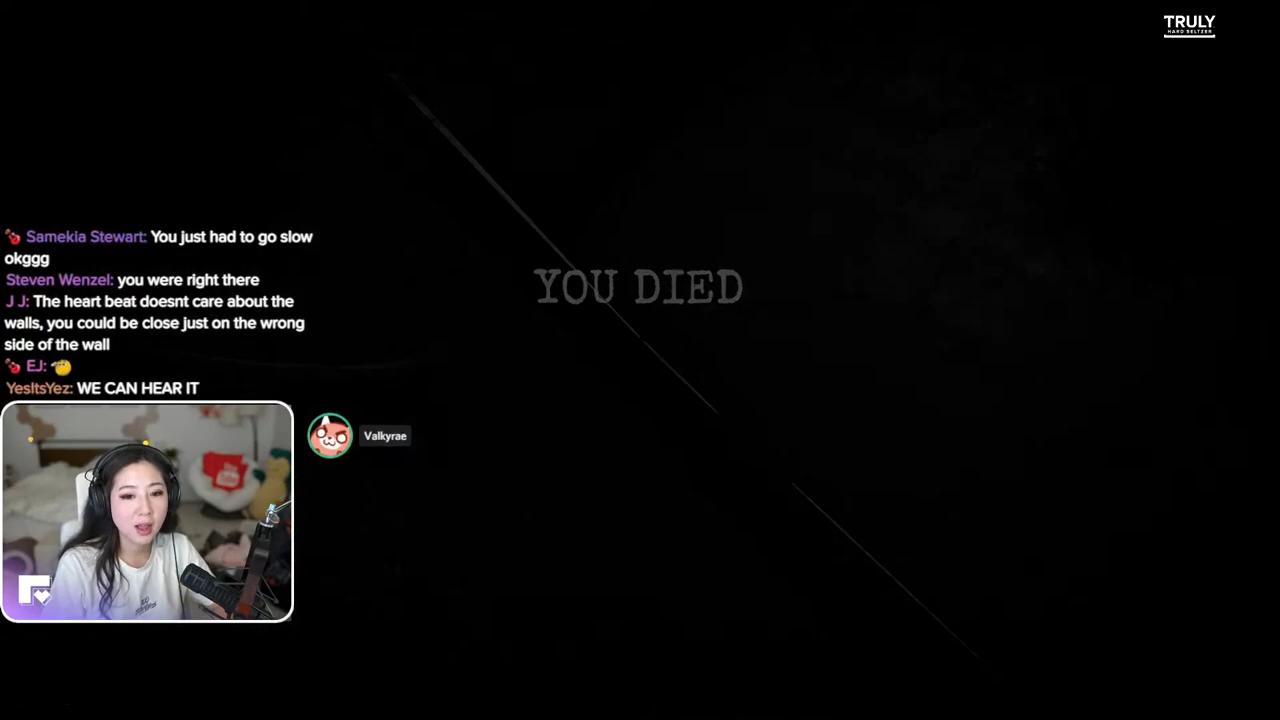 TRULY
HARD SELTZER
YOU DIED
Samekia Stewart: You just had to go slow
okggg
Steven Wenzel: you were right there
J J: The heart beat doesnt care about the
walls, you could be close just on the wrong
side of the wall
EJ:
YesItsYez: WE CAN HEAR IT
Valkyrae